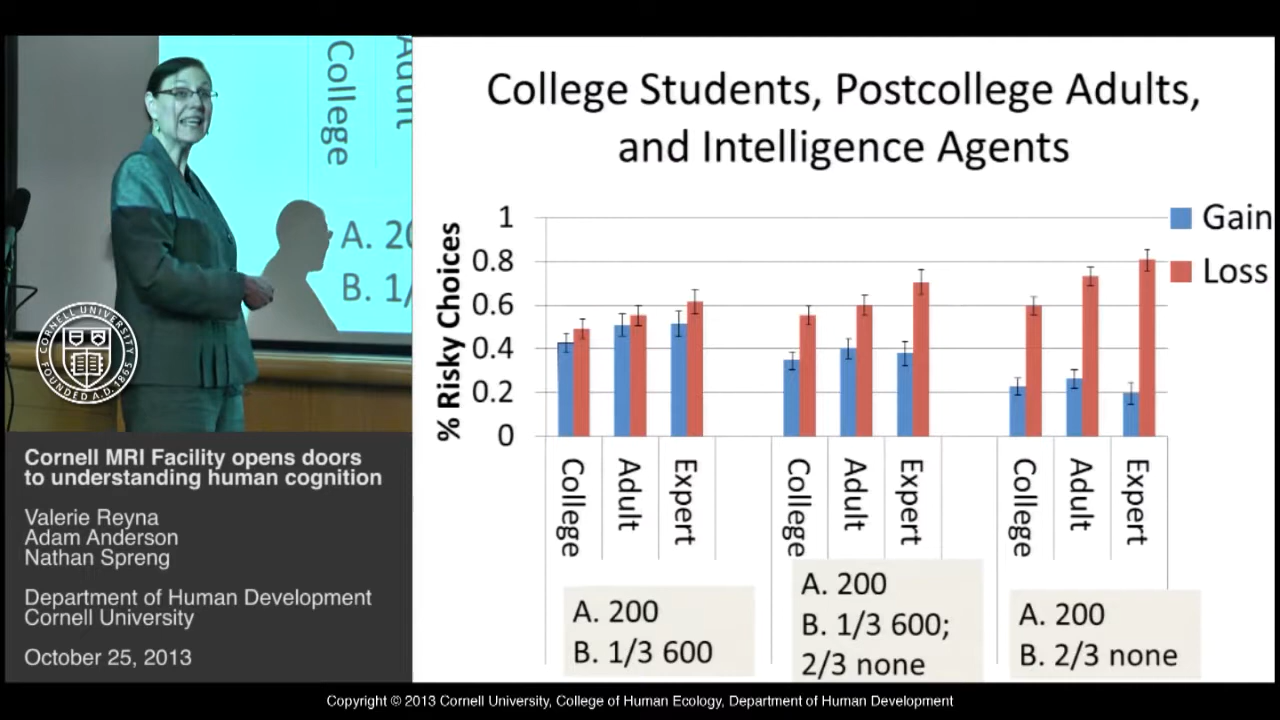 College
Adult
A. 20
B. 1/
CORNELL UNIVERSITY
FOUNDED A.D. 1865
Cornell MRI Facility opens doors
to understanding human cognition
Valerie Reyna
Adam Anderson
Nathan Spreng
Department of Human Development
Cornell University
October 25, 2013
College Students, Postcollege Adults,
and Intelligence Agents
% Risky Choices
1
0.8
0.6
0.4
0.2
0
Gain
Loss
College
Adult
Expert
College
Adult
Expert
College
Adult
Expert
A. 200
B. 1/3 600
A. 200
B. 1/3 600;
2/3 none
A. 200
B. 2/3 none
Copyright © 2013 Cornell University, College of Human Ecology, Department of Human Development